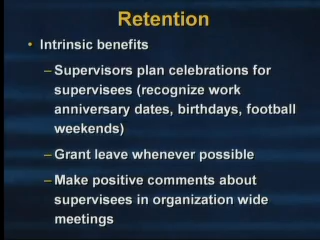 Retention
• Intrinsic benefits
– Supervisors plan celebrations for
supervisees (recognize work
anniversary dates, birthdays, football
weekends)
– Grant leave whenever possible
– Make positive comments about
supervisees in organization wide
meetings